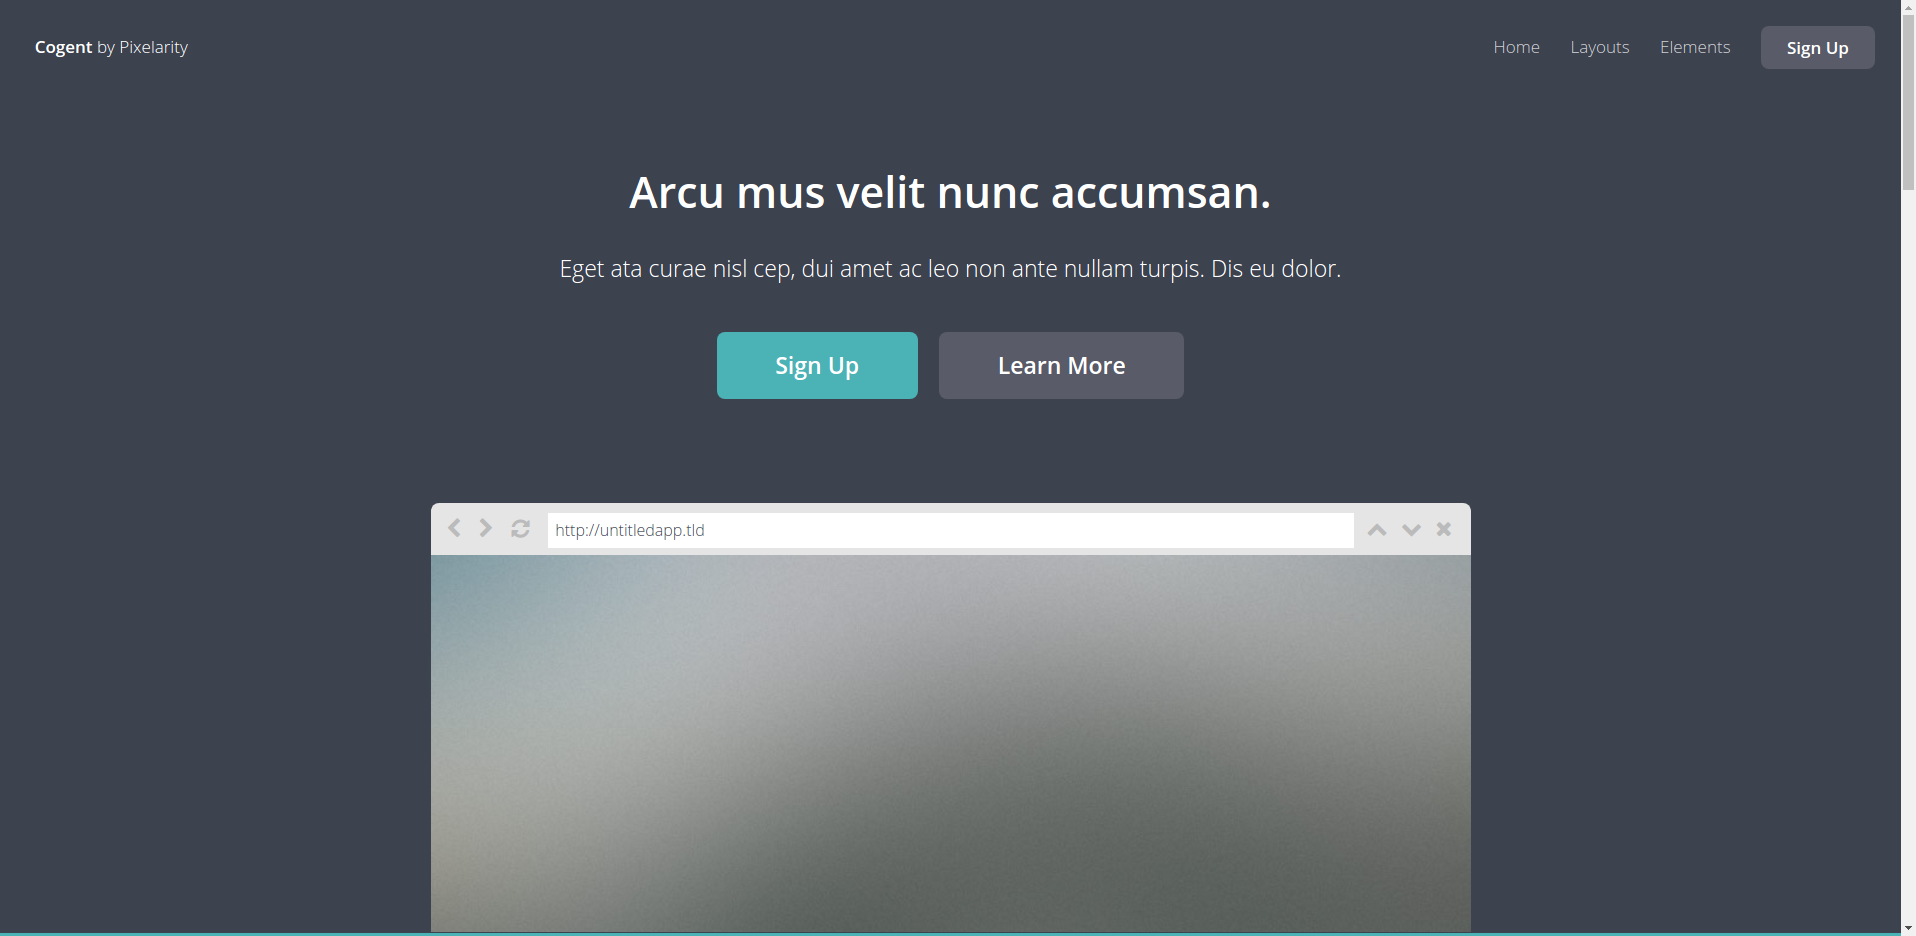 Cogent by Pixelarity
Home Layouts Elements Sign Up
Arcu mus velit nunc accumsan.
Eget ata curae nisl cep, dui amet ac leo non ante nullam turpis. Dis eu dolor.
Sign Up Learn More
http://untitledapp.tld